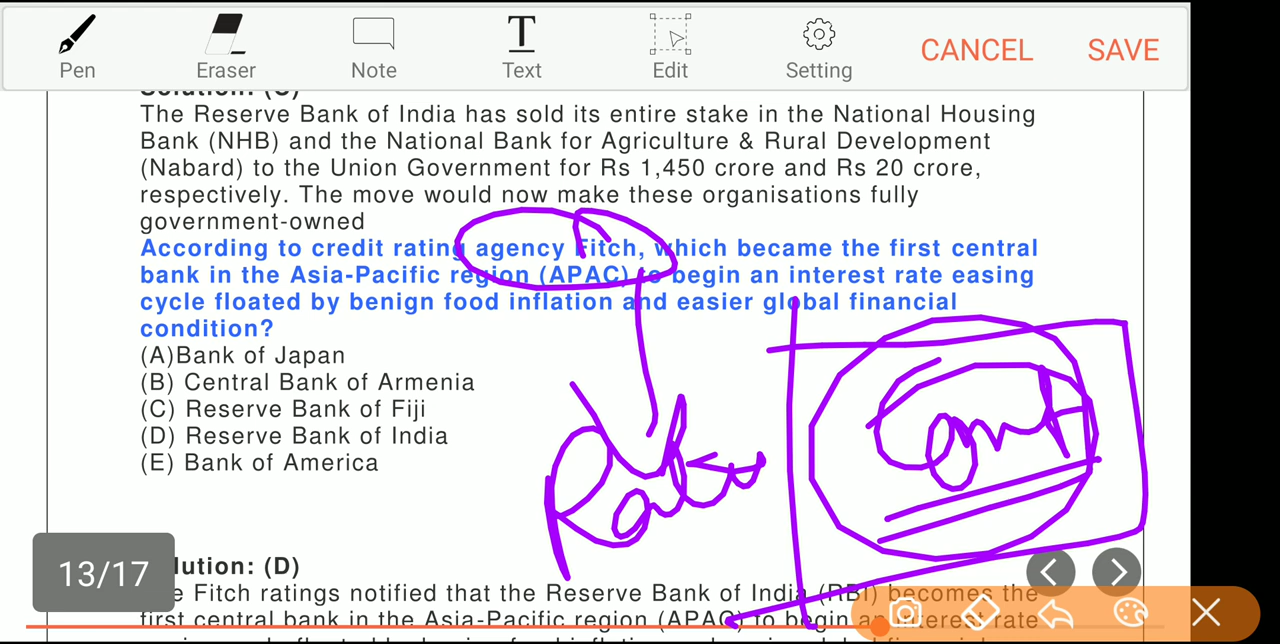 Pen
Eraser
Note
T
Text
Edit
Setting
CANCEL
SAVE
Solution: (C)
The Reserve Bank of India has sold its entire stake in the National Housing
Bank (NHB) and the National Bank for Agriculture & Rural Development
(Nabard) to the Union Government for Rs 1,450 crore and Rs 20 crore,
respectively. The move would now make these organisations fully
government-owned
According to credit rating agency Fitch, which became the first central
bank in the Asia-Pacific region (APAC) to begin an interest rate easing
cycle floated by benign food inflation and easier global financial
condition?
(A)Bank of Japan
(B) Central Bank of Armenia
(C) Reserve Bank of Fiji
(D) Reserve Bank of India
(E) Bank of America
13/17
lution: (D)
e Fitch ratings notified that the Reserve Bank of India (RBI) becomes the
first central bank in the Asia-Pacific region (APAC) to begin an interest rate